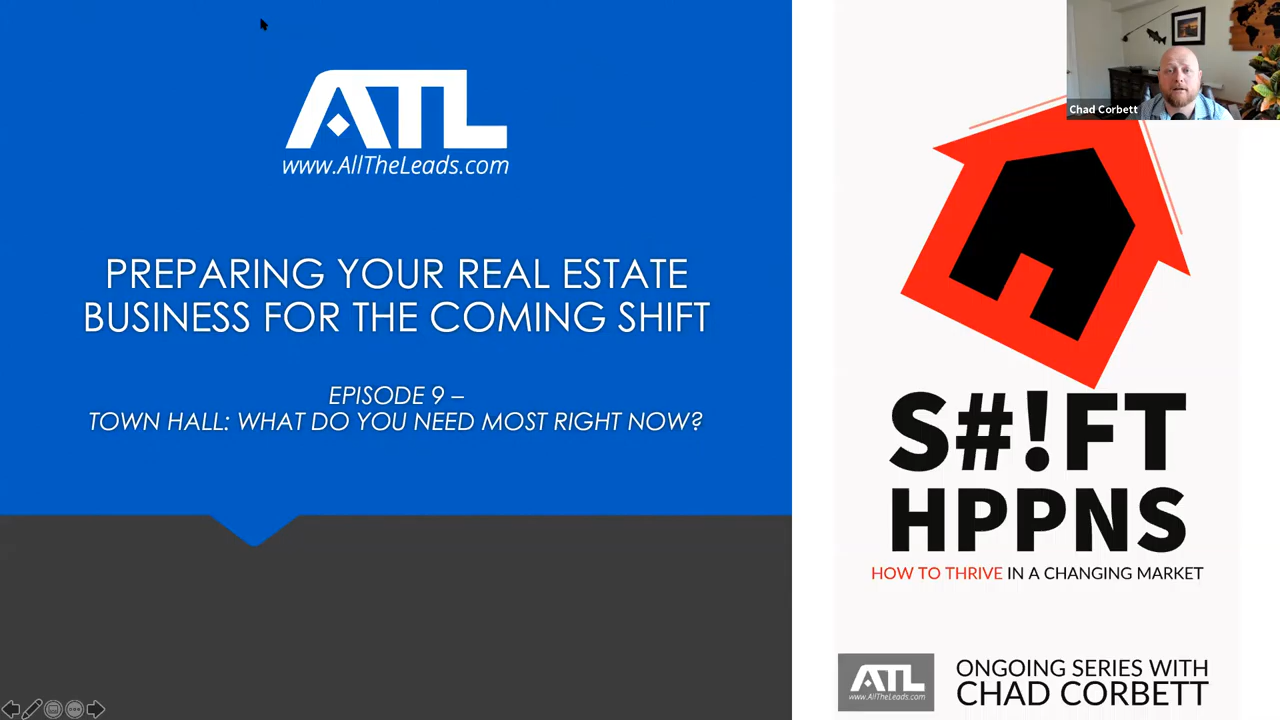 ATL
www.AllTheLeads.com
PREPARING YOUR REAL ESTATE
BUSINESS FOR THE COMING SHIFT
EPISODE 9 –
TOWN HALL: WHAT DO YOU NEED MOST RIGHT NOW?
Chad Corbett
S#!FT
HPPNS
HOW TO THRIVE IN A CHANGING MARKET
ATL
www.AllTheLeads.com
ONGOING SERIES WITH
CHAD CORBETT